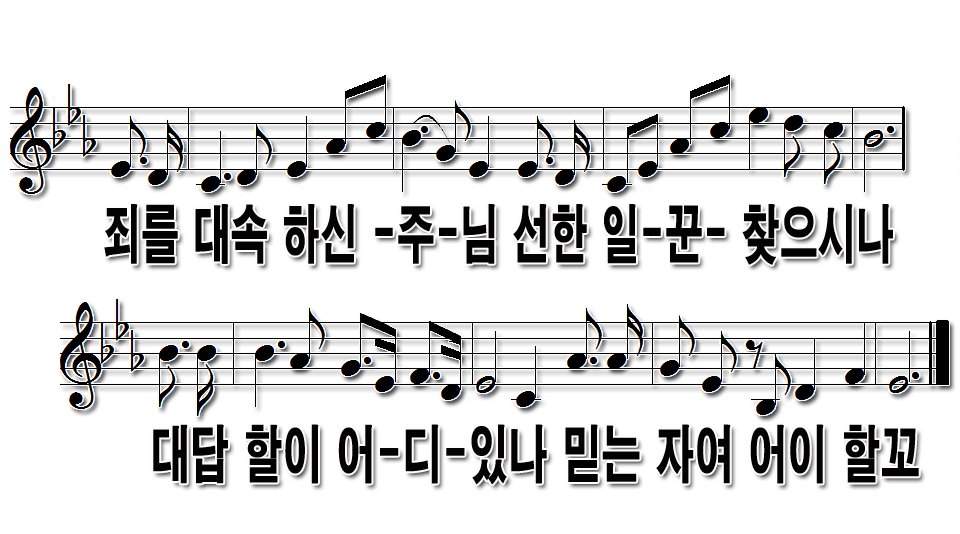 죄를 대속 하신 -주-님 선한 일-꾼- 찾으시나
대답 할이 어-디-있나 믿는 자여 어이 할꼬